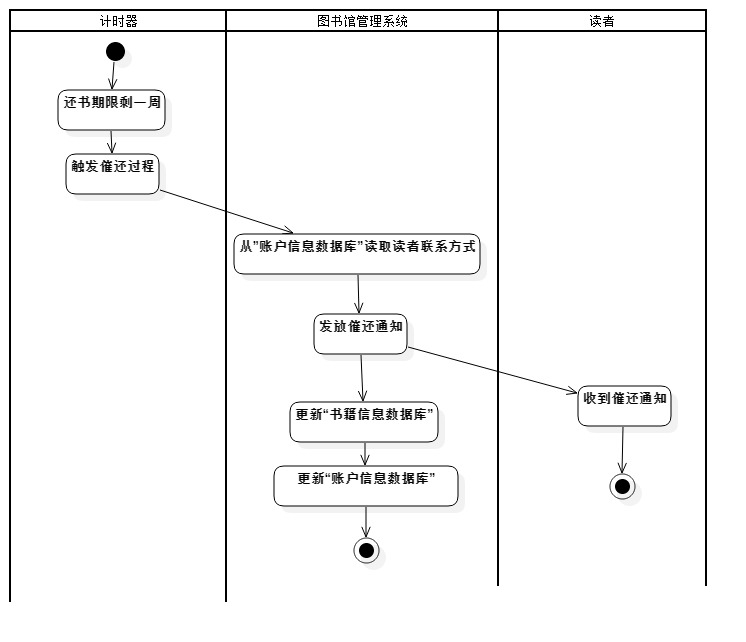 计时器
图书馆管理系统
读者
还书期限剩一周
触发催还过程
从”账户信息数据库”读取读者联系方式
发放催还通知
收到催还通知
更新“书籍信息数据库”
更新“账户信息数据库”